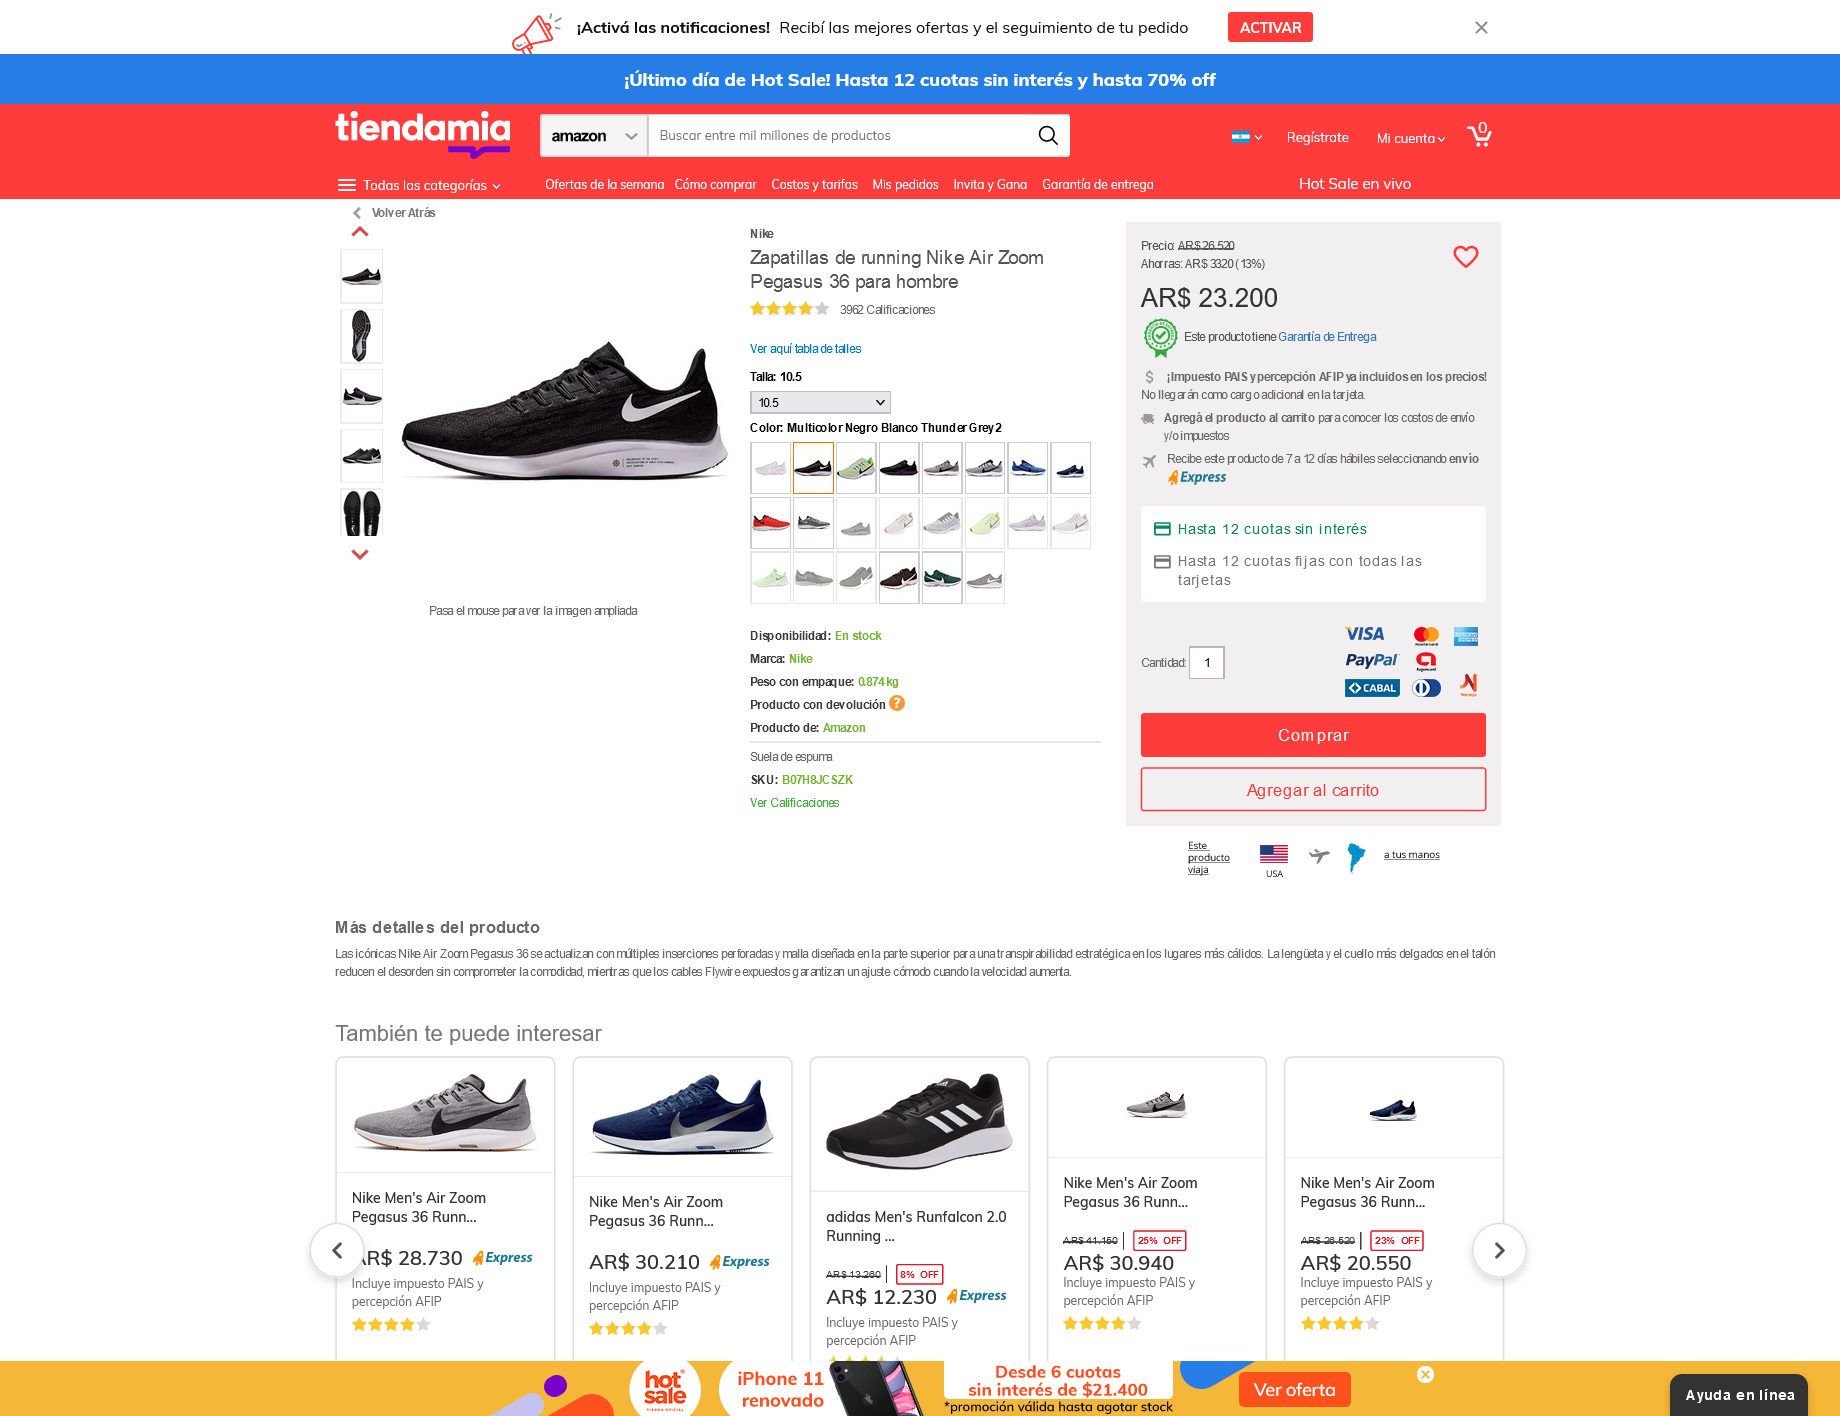 ¡Activá las notificaciones! Recibí las mejores ofertas y el seguimiento de tu pedido ACTIVAR
¡Último día de Hot Sale! Hasta 12 cuotas sin interés y hasta 70% off
tiendamia
amazon Buscar entre mil millones de productos
Regístrate Mi cuenta 0
Todas las categorías Ofertas de la semana Cómo comprar Costos y tarifas Mis pedidos Invita y Gana Garantía de entrega Hot Sale en vivo
Volver Atrás
Pasa el mouse para ver la imagen ampliada
Nike
Zapatillas de running Nike Air Zoom
Pegasus 36 para hombre
3962 Calificaciones
Ver aquí tabla de talles
Talla: 10.5
10.5
Color: Multicolor Negro Blanco Thunder Grey 2
Disponibilidad: En stock
Marca: Nike
Peso con empaque: 0.874 kg
Producto con devolución ?
Producto de: Amazon
Suela de espuma
SKU: B07H8JCSZK
Ver Calificaciones
Precio: AR$ 26.520
Ahorras: AR$ 3320 (13%)
AR$ 23.200
Este producto tiene Garantía de Entrega
¡Impuesto PAIS y percepción AFIP ya incluidos en los precios!
No llegarán como cargo adicional en la tarjeta.
Agregá el producto al carrito para conocer los costos de envío
y/o impuestos
Recibe este producto de 7 a 12 días hábiles seleccionando envío
Express
Hasta 12 cuotas sin interés
Hasta 12 cuotas fijas con todas las
tarjetas
Cantidad: 1
VISA mastercard
PayPal Argencard
CABAL Naranja
Comprar
Agregar al carrito
Este
producto
viaja
USA
a tus manos
Más detalles del producto
Las icónicas Nike Air Zoom Pegasus 36 se actualizan con múltiples inserciones perforadas y malla diseñada en la parte superior para una transpirabilidad estratégica en los lugares más cálidos. La lengüeta y el cuello más delgados en el talón
reducen el desorden sin comprometer la comodidad, mientras que los cables Flywire expuestos garantizan un ajuste cómodo cuando la velocidad aumenta.
También te puede interesar
Nike Men's Air Zoom
Pegasus 36 Runn...
AR$ 28.730 Express
Incluye impuesto PAIS y
percepción AFIP
Nike Men's Air Zoom
Pegasus 36 Runn...
AR$ 30.210 Express
Incluye impuesto PAIS y
percepción AFIP
adidas Men's Runfalcon 2.0
Running ...
AR$ 13.260 | 8% OFF
AR$ 12.230 Express
Incluye impuesto PAIS y
percepción AFIP
Nike Men's Air Zoom
Pegasus 36 Runn...
AR$ 41.150 | 25% OFF
AR$ 30.940
Incluye impuesto PAIS y
percepción AFIP
Nike Men's Air Zoom
Pegasus 36 Runn...
AR$ 26.520 | 23% OFF
AR$ 20.550
Incluye impuesto PAIS y
percepción AFIP
hot
sale
TIENDA OFICIAL
iPhone 11
renovado
Desde 6 cuotas
sin interés de $21.400
*promoción válida hasta agotar stock
Ver oferta
Ayuda en línea